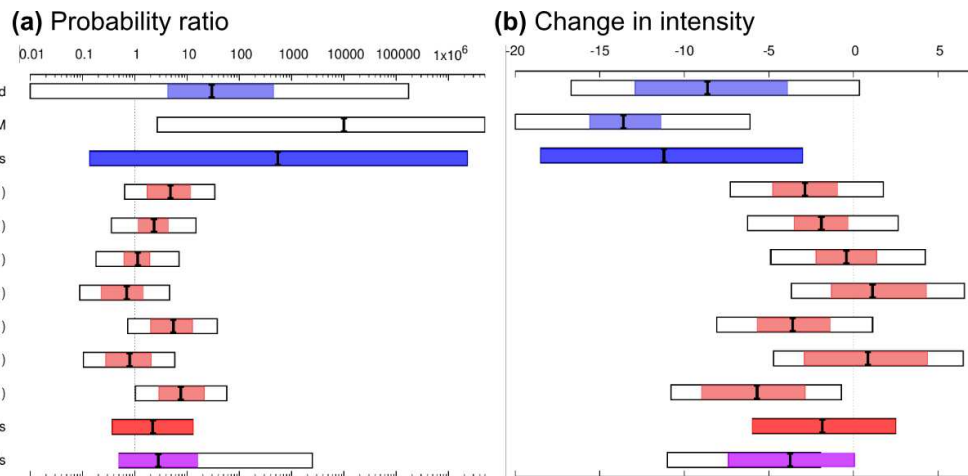 (a) Probability ratio
(b) Change in intensity
0.01 0.1 1 10 100 1000 100000 1x10⁶
-20 -15 -10 -5 0 5
d
M
s
)
)
)
)
)
)
)
s
s